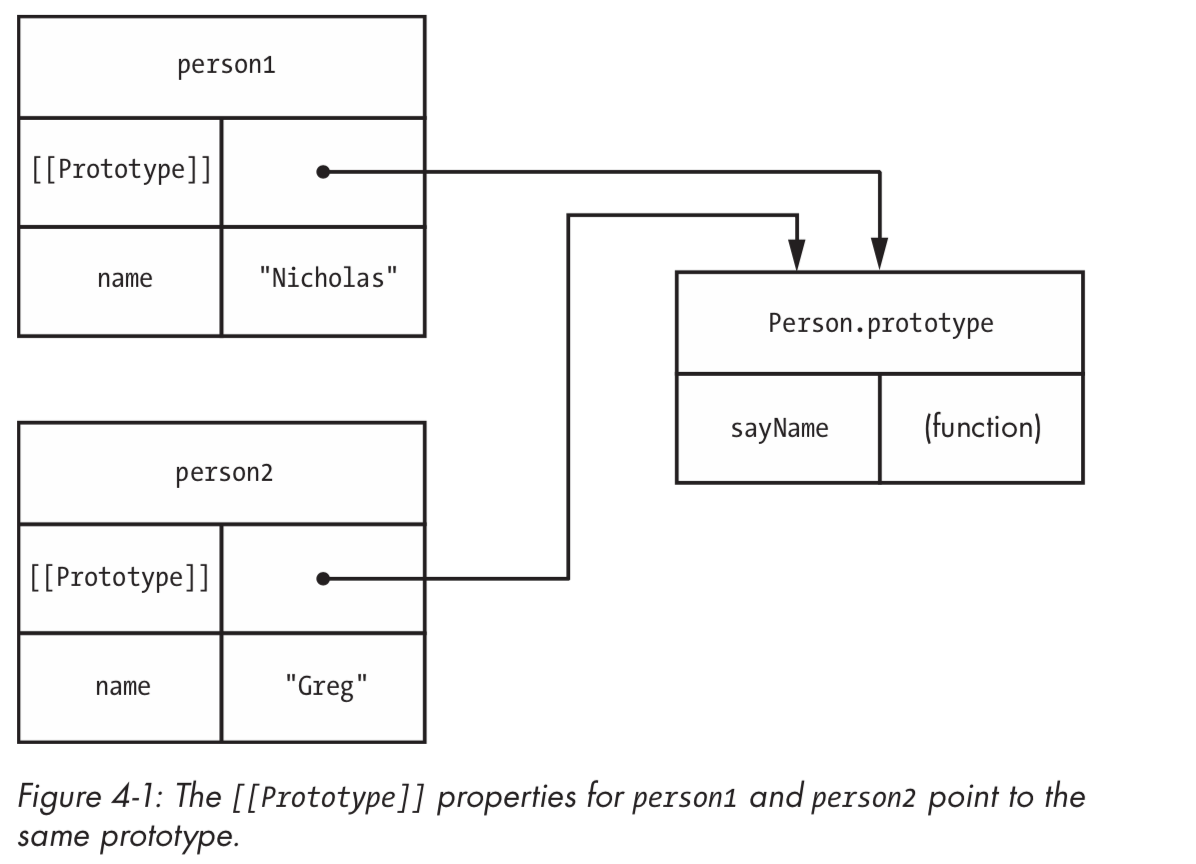 person1
[[Prototype]]
name
"Nicholas"
Person.prototype
sayName
(function)
person2
[[Prototype]]
name
"Greg"
Figure 4-1: The [[Prototype]] properties for person1 and person2 point to the
same prototype.